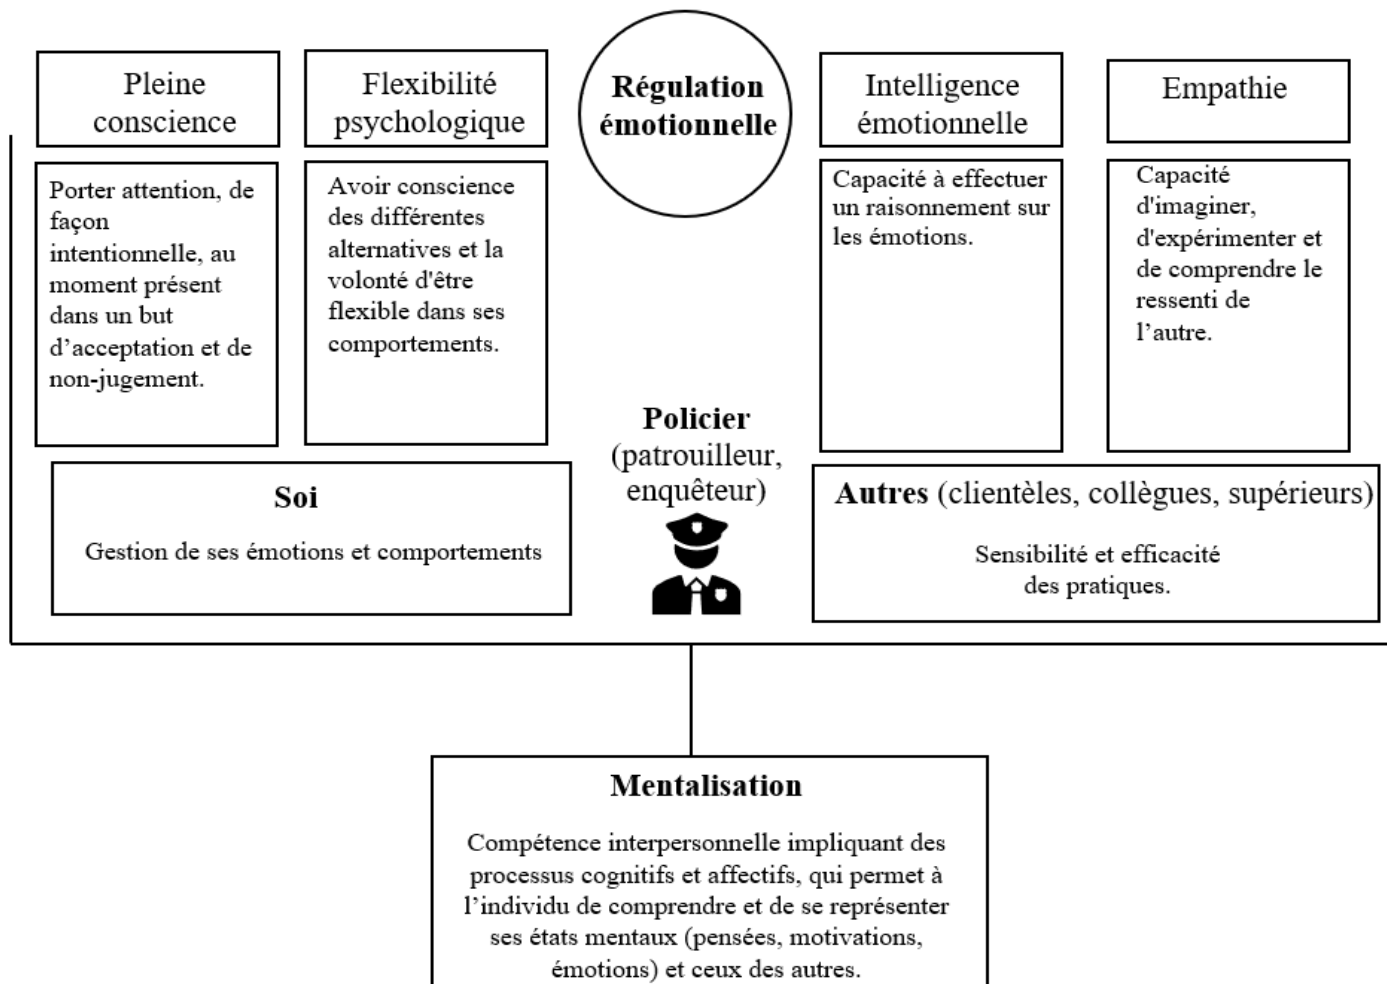 Pleine
conscience
Porter attention, de
façon
intentionnelle, au
moment présent
dans un but
d’acceptation et de
non-jugement.
Flexibilité
psychologique
Avoir conscience
des différentes
alternatives et la
volonté d'être
flexible dans ses
comportements.
Soi
Gestion de ses émotions et comportements
Régulation
émotionnelle
Policier
(patrouilleur,
enquêteur)
Intelligence
émotionnelle
Capacité à effectuer
un raisonnement sur
les émotions.
Empathie
Capacité
d'imaginer,
d'expérimenter et
de comprendre le
ressenti de
l’autre.
Autres (clientèles, collègues, supérieurs)
Sensibilité et efficacité
des pratiques.
Mentalisation
Compétence interpersonnelle impliquant des
processus cognitifs et affectifs, qui permet à
l’individu de comprendre et de se représenter
ses états mentaux (pensées, motivations,
émotions) et ceux des autres.